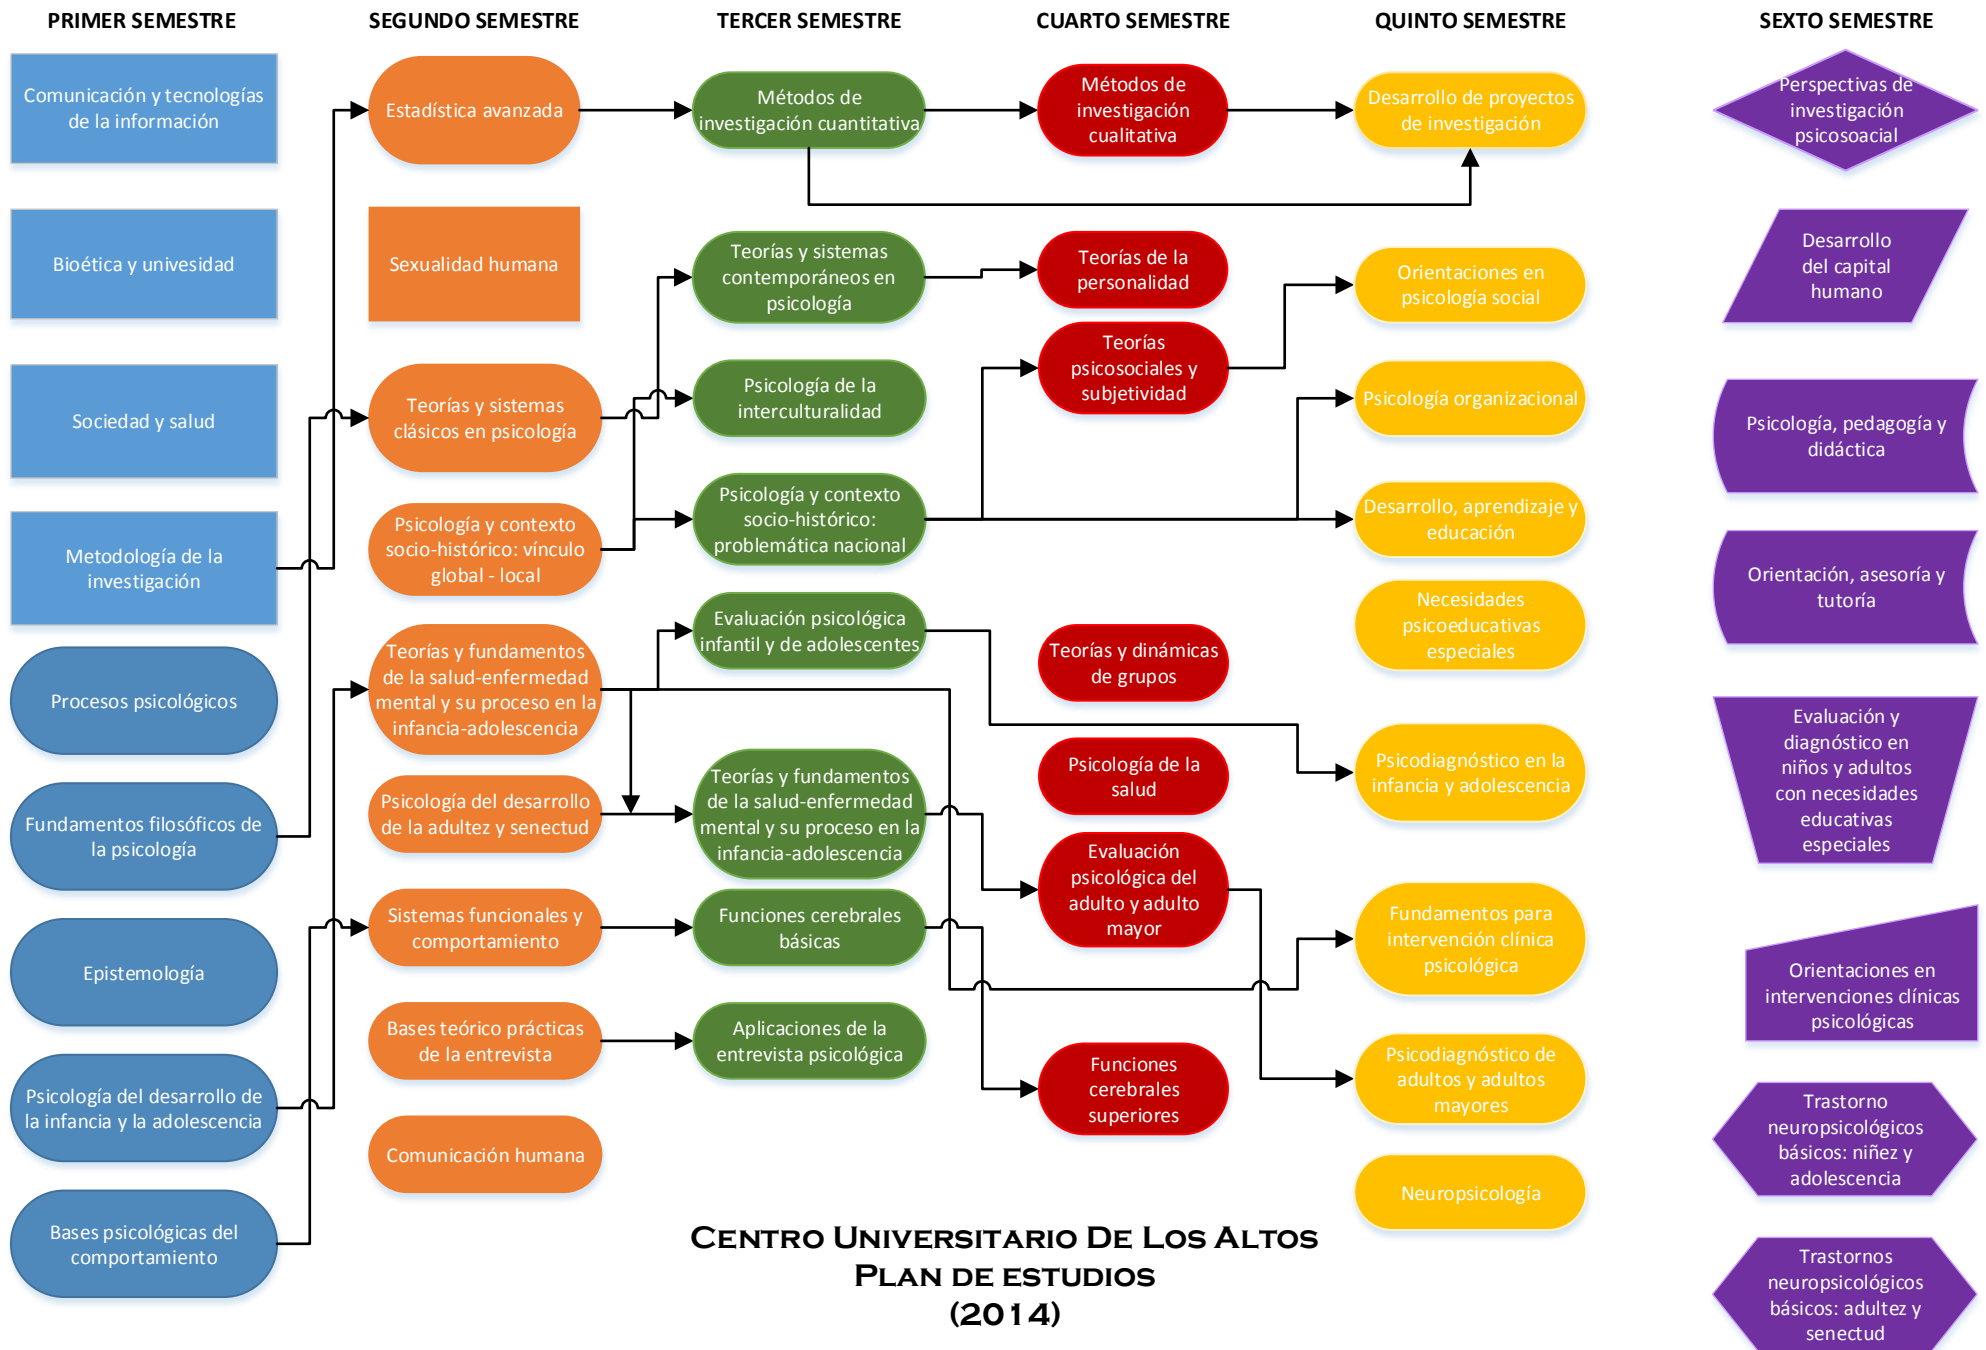 PRIMER SEMESTRE
Comunicación y tecnologías
de la información
Bioética y univesidad
Sociedad y salud
Metodología de la
investigación
Procesos psicológicos
Fundamentos filosóficos de
la psicología
Epistemología
Psicología del desarrollo de
la infancia y la adolescencia
Bases psicológicas del
comportamiento
SEGUNDO SEMESTRE
Estadística avanzada
Sexualidad humana
Teorías y sistemas
clásicos en psicología
Psicología y contexto
socio-histórico: vínculo
global - local
Teorías y fundamentos
de la salud-enfermedad
mental y su proceso en la
infancia-adolescencia
Psicología del desarrollo
de la adultez y senectud
Sistemas funcionales y
comportamiento
Bases teórico prácticas
de la entrevista
Comunicación humana
TERCER SEMESTRE
Métodos de
investigación cuantitativa
Teorías y sistemas
contemporáneos en
psicología
Psicología de la
interculturalidad
Psicología y contexto
socio-histórico:
problemática nacional
Evaluación psicológica
infantil y de adolescentes
Teorías y fundamentos
de la salud-enfermedad
mental y su proceso en la
infancia-adolescencia
Funciones cerebrales
básicas
Aplicaciones de la
entrevista psicológica
CUARTO SEMESTRE
Métodos de
investigación
cualitativa
Teorías de la
personalidad
Teorías
psicosociales y
subjetividad
Teorías y dinámicas
de grupos
Psicología de la
salud
Evaluación
psicológica del
adulto y adulto
mayor
Funciones
cerebrales
superiores
QUINTO SEMESTRE
Desarrollo de proyectos
de investigación
Orientaciones en
psicología social
Psicología organizacional
Desarrollo, aprendizaje y
educación
Necesidades
psicoeducativas
especiales
Psicodiagnóstico en la
infancia y adolescencia
Fundamentos para
intervención clínica
psicológica
Psicodiagnóstico de
adultos y adultos
mayores
Neuropsicología
SEXTO SEMESTRE
Perspectivas de
investigación
psicosoacial
Desarrollo
del capital
humano
Psicología, pedagogía y
didáctica
Orientación, asesoría y
tutoría
Evaluación y
diagnóstico en
niños y adultos
con necesidades
educativas
especiales
Orientaciones en
intervenciones clínicas
psicológicas
Trastorno
neuropsicológicos
básicos: niñez y
adolescencia
Trastornos
neuropsicológicos
básicos: adultez y
senectud
Centro Universitario De Los Altos
Plan de estudios
(2014)